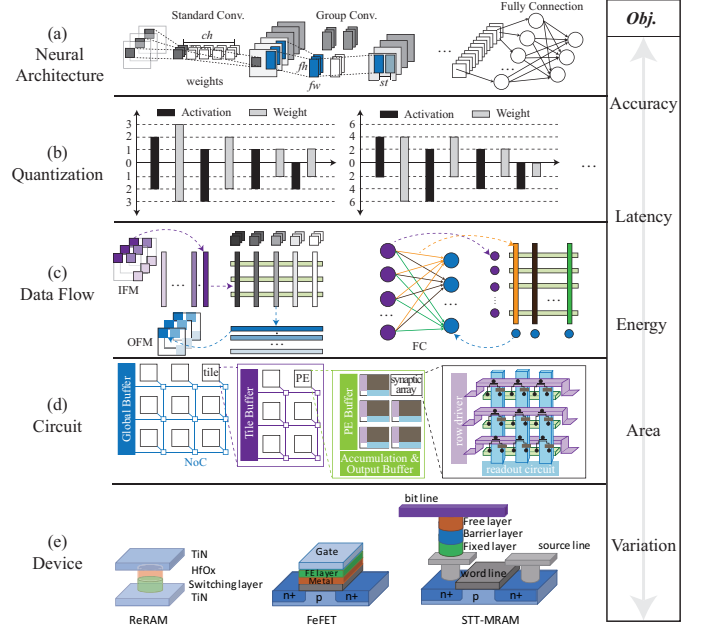 (a)
Neural
Architecture
Standard Conv.
Group Conv.
Fully Connection
ch
weights
fh
fw
st
...
...
Obj.
Accuracy
Latency
Energy
Area
Variation
(b)
Quantization
Activation
Weight
3
2
1
0
1
2
3
Activation
Weight
6
4
2
0
2
4
6
...
(c)
Data Flow
IFM
OFM
FC
(d)
Circuit
Global Buffer
tile
NoC
Tile Buffer
PE
PE Buffer
synaptic
array
Accumulation &
Output Buffer
row driver
readout circuit
(e)
Device
TiN
HfOx
Switching layer
TiN
ReRAM
Gate
FE layer
Metal
n+
p
n+
FeFET
bit line
Free layer
Barrier layer
Fixed layer
source line
word line
n+
p
n+
STT-MRAM